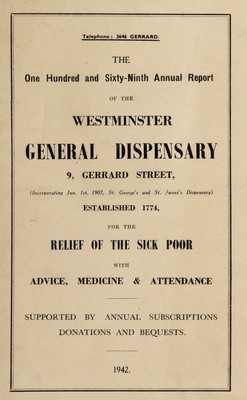 Telephone : 3646 GERRARD.
THE
One Hundred and Sixty-Ninth Annual Report
OF THE
WESTMINSTER
GENERAL DISPENSARY
9, GERRARD STREET,
(Incorporating Jan. 1st, 1907, St. George's and St. James's Dispensary)
ESTABLISHED 1774,
FOR THE
RELIEF OF THE SICK POOR
WITH
ADVICE, MEDICINE & ATTENDANCE
SUPPORTED BY ANNUAL SUBSCRIPTIONS
DONATIONS AND BEQUESTS.
1942.